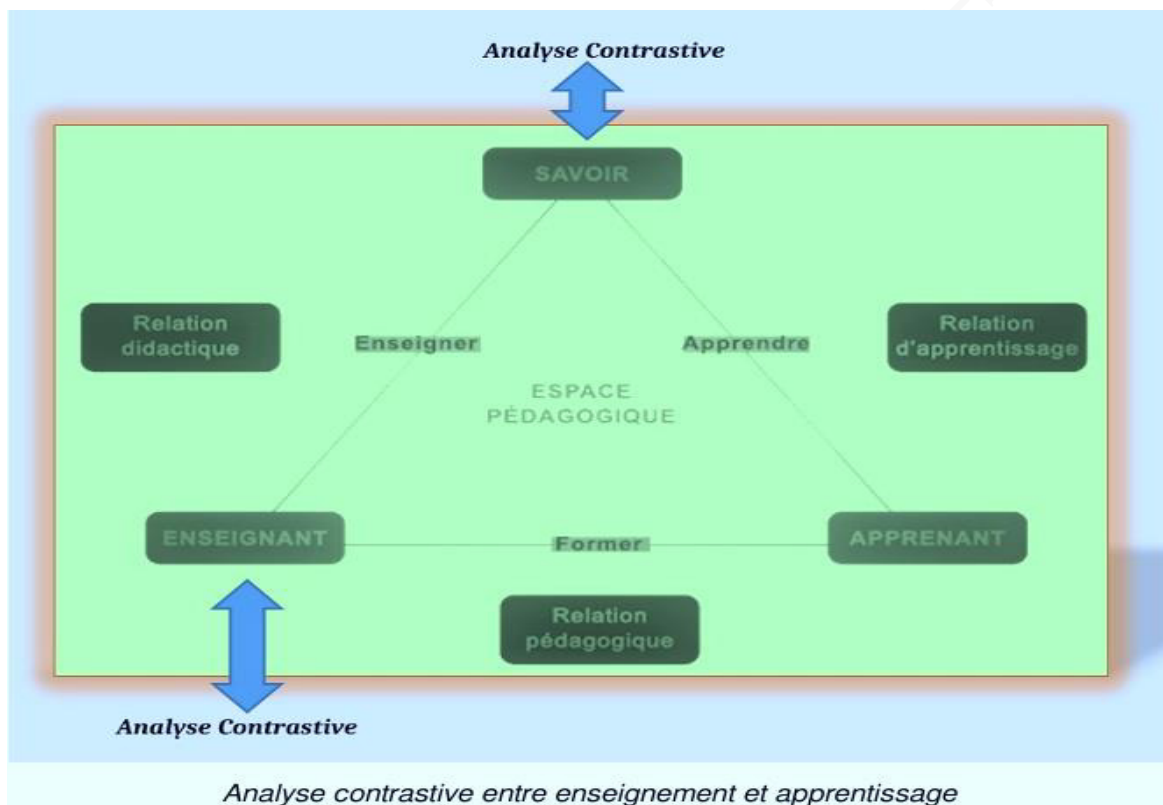 Analyse Contrastive
SAVOIR
Relation
didactique
Enseigner
Apprendre
Relation
d'apprentissage
ESPACE
PÉDAGOGIQUE
ENSEIGNANT
Former
APPRENANT
Relation
pédagogique
Analyse Contrastive
Analyse contrastive entre enseignement et apprentissage